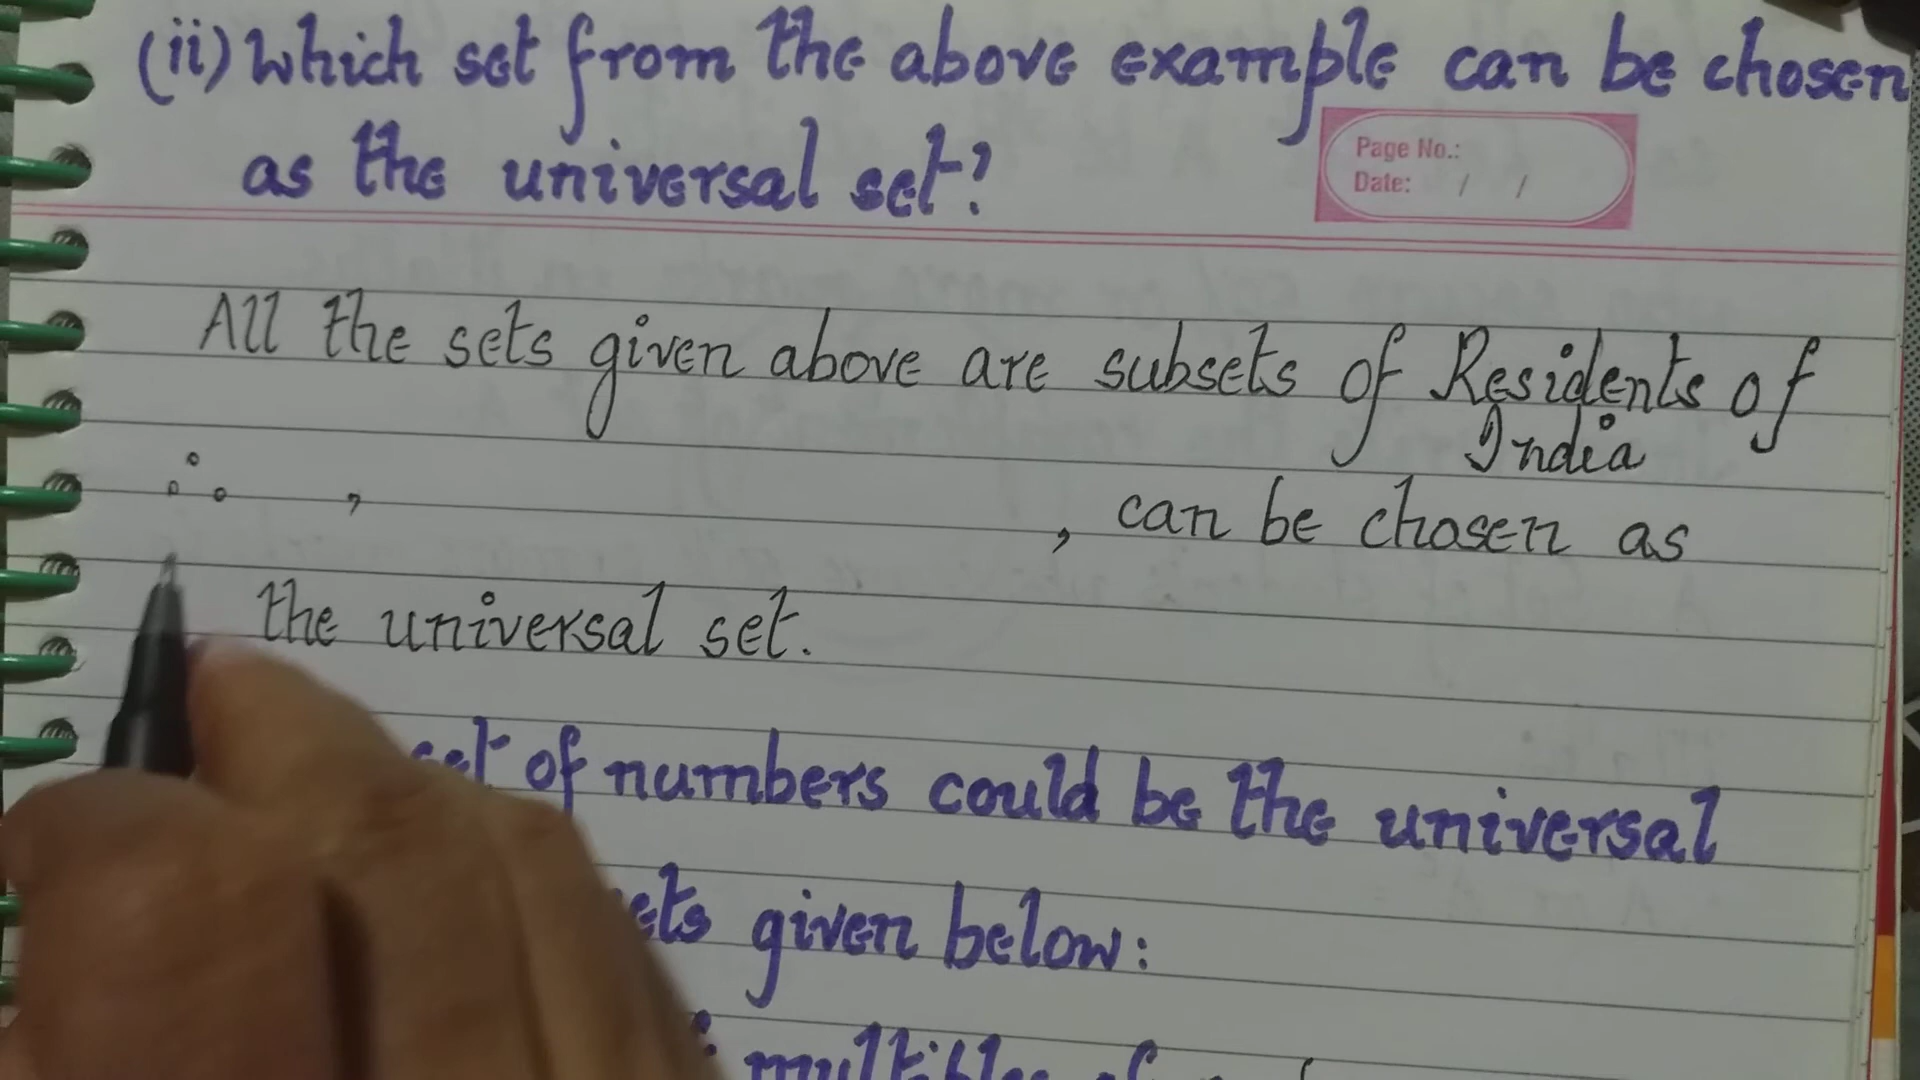 (ii) Which set from the above example can be chosen
as the universal set?
Page No.:
Date: / /
All the sets given above are subsets of Residents of
India
∴ , , can be chosen as
the universal set.
set of numbers could be the universal
given below: